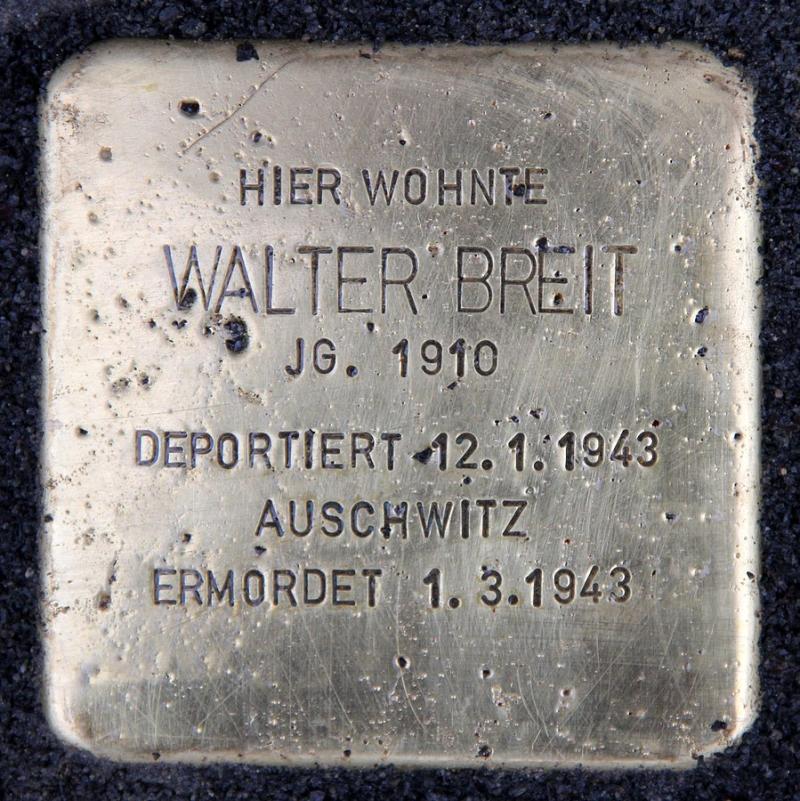 HIER WOHNTE
WALTER BREIT
JG. 1910
DEPORTIERT 12.1.1943
AUSCHWITZ
ERMORDET 1.3.1943